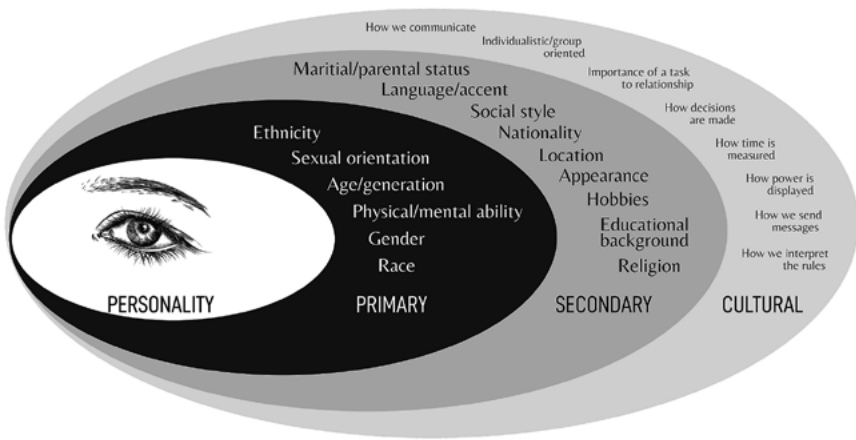 How we communicate
Individualistic/group
oriented
Importance of a task
to relationship
How decisions
are made
How time is
measured
How power is
displayed
How we send
messages
How we interpret
the rules
Maritial/parental status
Language/accent
Social style
Nationality
Location
Appearance
Hobbies
Educational
background
Religion
Ethnicity
Sexual orientation
Age/generation
Physical/mental ability
Gender
Race
PERSONALITY
PRIMARY
SECONDARY
CULTURAL